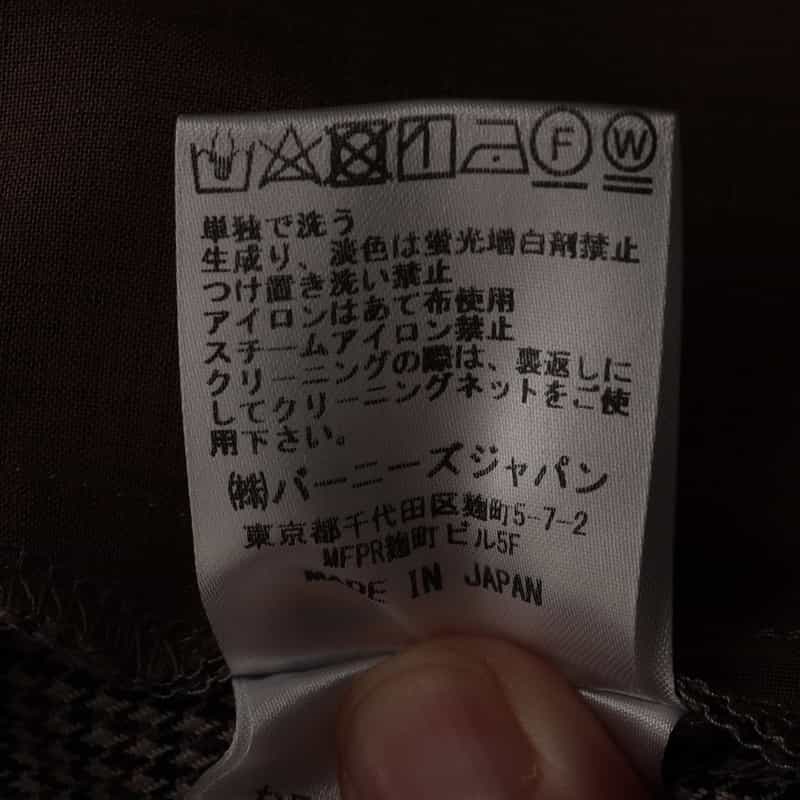 F W
単独で洗う
生成り、淡色は蛍光増白剤禁止
つけ置き洗い禁止
アイロンはあて布使用
スチームアイロン禁止
クリーニングの際は、裏返しに
してクリーニングネットをご使
用下さい。
㈱バーニーズジャパン
東京都千代田区麹町5-7-2
MFPR麹町ビル5F
MADE IN JAPAN